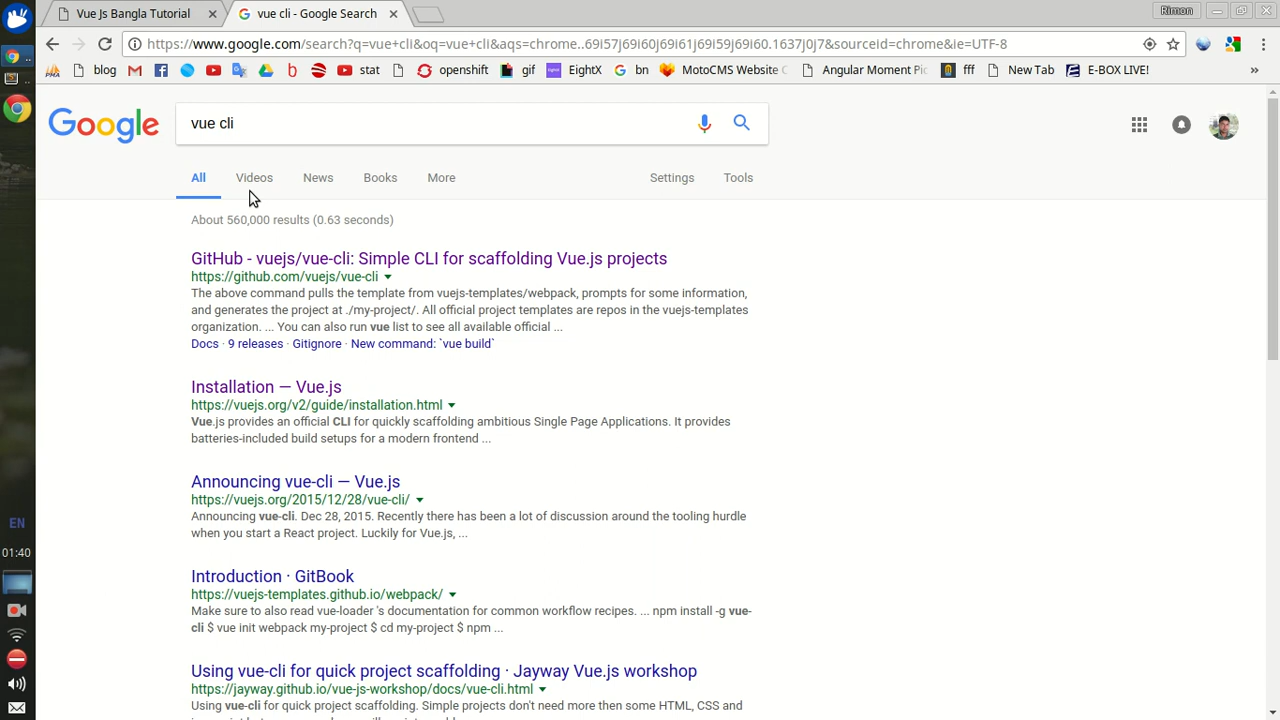 Vue Js Bangla Tutorial
vue cli - Google Search
Rimon
https://www.google.com/search?q=vue+cli&oq=vue+cli&aqs=chrome..69i57j69i60j69i61j69i59j69i60.1637j0j7&sourceid=chrome&ie=UTF-8
blog
stat
openshift
gif
EightX
bn
MotoCMS Website
Angular Moment Pic
fff
New Tab
E-BOX LIVE!
»
Google
vue cli
All
Videos
News
Books
More
Settings
Tools
About 560,000 results (0.63 seconds)
GitHub - vuejs/vue-cli: Simple CLI for scaffolding Vue.js projects
https://github.com/vuejs/vue-cli
The above command pulls the template from vuejs-templates/webpack, prompts for some information,
and generates the project at ./my-project/. All official project templates are repos in the vuejs-templates
organization. ... You can also run vue list to see all available official ...
Docs · 9 releases · Gitignore · New command: `vue build`
Installation — Vue.js
https://vuejs.org/v2/guide/installation.html
Vue.js provides an official CLI for quickly scaffolding ambitious Single Page Applications. It provides
batteries-included build setups for a modern frontend ...
Announcing vue-cli — Vue.js
https://vuejs.org/2015/12/28/vue-cli/
Announcing vue-cli. Dec 28, 2015. Recently there has been a lot of discussion around the tooling hurdle
when you start a React project. Luckily for Vue.js, ...
EN
01:40
Introduction · GitBook
https://vuejs-templates.github.io/webpack/
Make sure to also read vue-loader 's documentation for common workflow recipes. ... npm install -g vue-
cli $ vue init webpack my-project $ cd my-project $ npm ...
Using vue-cli for quick project scaffolding · Jayway Vue.js workshop
https://jayway.github.io/vue-js-workshop/docs/vue-cli.html
Using vue-cli for quick project scaffolding. Simple projects don't need more then some HTML, CSS and